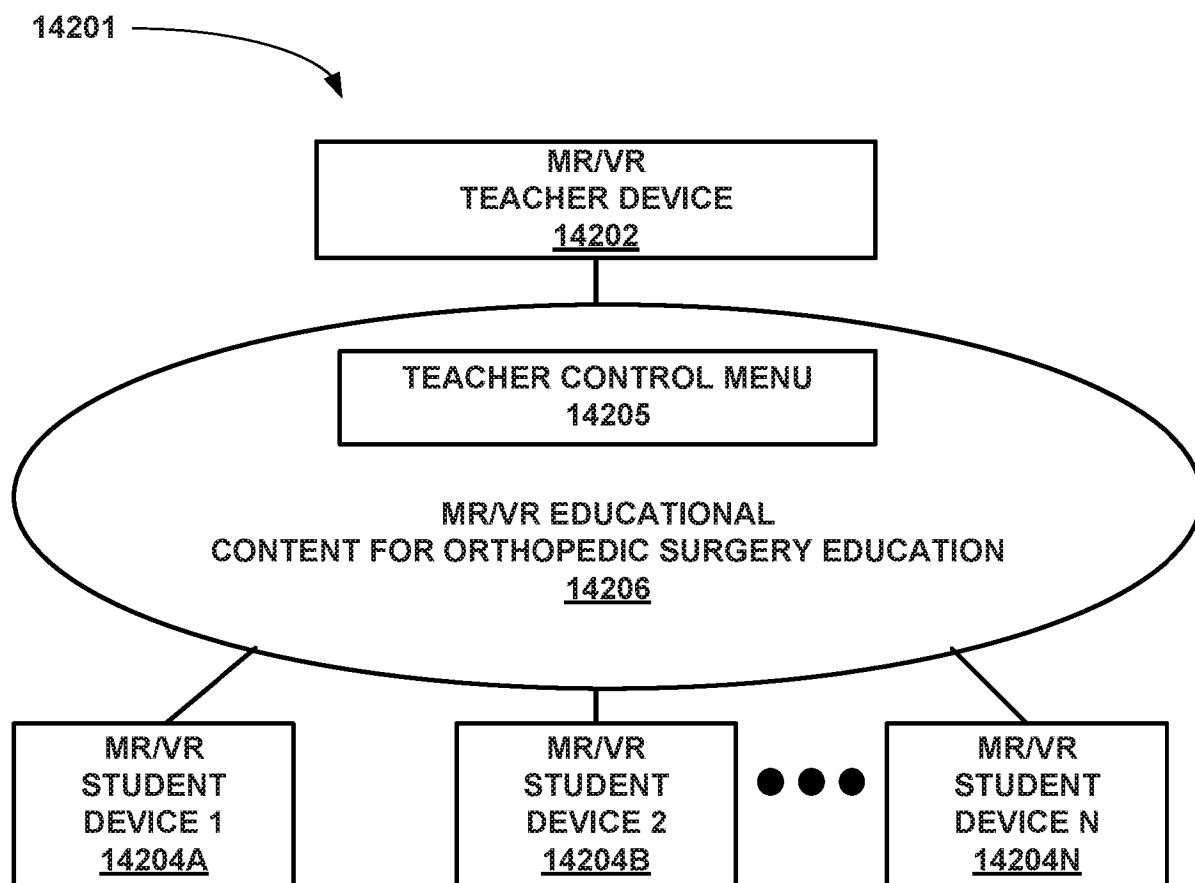 14201
MR/VR
TEACHER DEVICE
14202
TEACHER CONTROL MENU
14205
MR/VR EDUCATIONAL
CONTENT FOR ORTHOPEDIC SURGERY EDUCATION
14206
MR/VR
STUDENT
DEVICE 1
14204A
MR/VR
STUDENT
DEVICE 2
14204B
MR/VR
STUDENT
DEVICE N
14204N